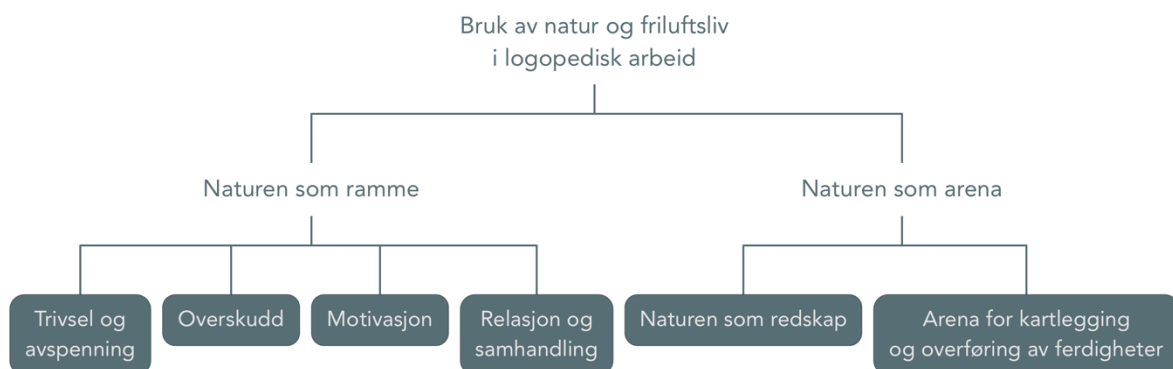 Bruk av natur og friluftsliv
i logopedisk arbeid
Naturen som ramme
Naturen som arena
Trivsel og
avspenning
Overskudd
Motivasjon
Relasjon og
samhandling
Naturen som redskap
Arena for kartlegging
og overføring av ferdigheter